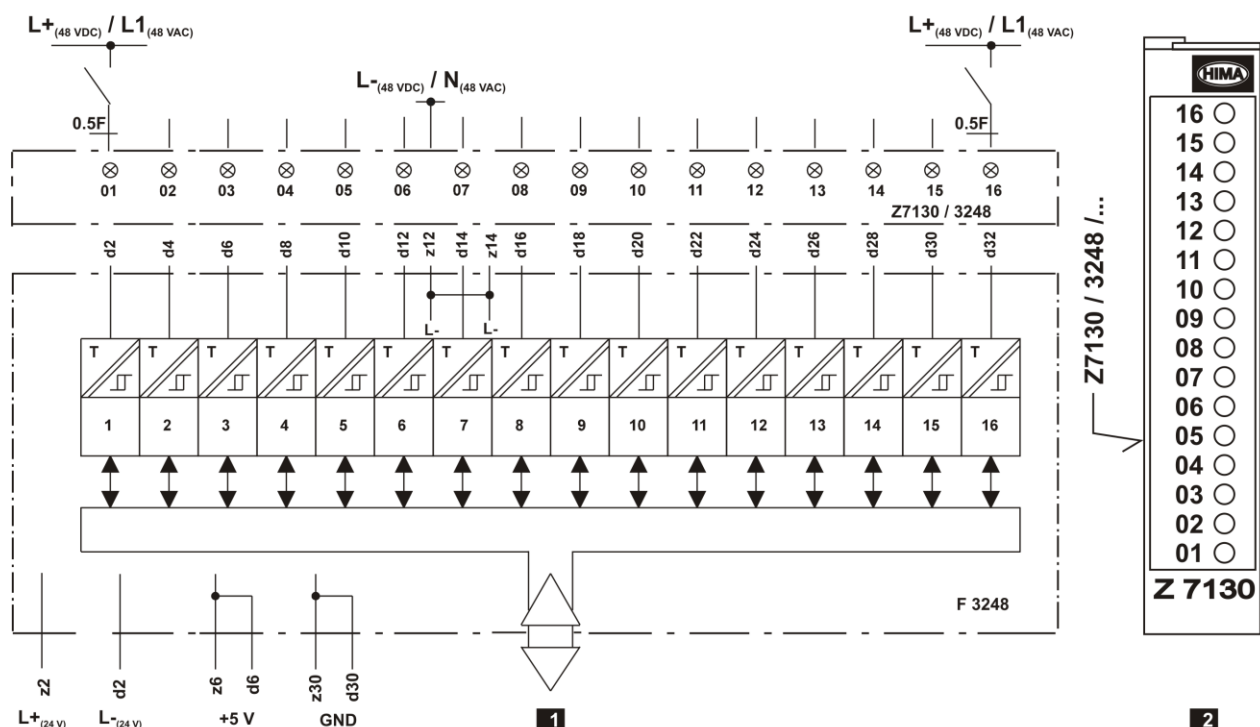 L+(48 VDC) / L1(48 VAC)
L+(48 VDC) / L1(48 VAC)
L-(48 VDC) / N(48 VAC)
0.5F
0.5F
01 02 03 04 05 06 07 08 09 10 11 12 13 14 15 16
Z7130 / 3248
d2 d4 d6 d8 d10 d12 z12 d14 z14 d16 d18 d20 d22 d24 d26 d28 d30 d32
L- L-
T T T T T T T T T T T T T T T T
1 2 3 4 5 6 7 8 9 10 11 12 13 14 15 16
F 3248
z2 d2 z6 d6 z30 d30
L+(24 V) L-(24 V) +5 V GND
1
HIMA
16
15
14
13
12
11
10
09
08
07
06
05
04
03
02
01
Z 7130
Z7130 / 3248 /...
2